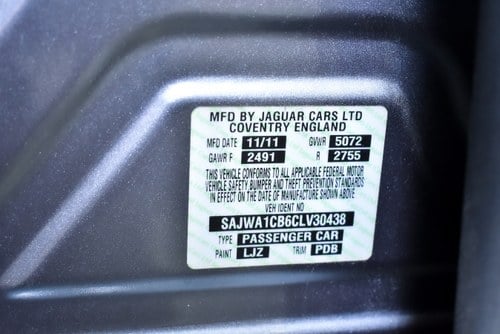 MFD BY JAGUAR CARS LTD
COVENTRY ENGLAND
MFD DATE 11/11 GVWR 5072
GAWR F 2491 R 2755
THIS VEHICLE CONFORMS TO ALL APPLICABLE FEDERAL MOTOR
VEHICLE SAFETY BUMPER AND THEFT PREVENTION STANDARDS
IN EFFECT ON THE DATE OF MANUFACTURE SHOWN ABOVE
VEH IDENT NO
SAJWA1CB6CLV30438
TYPE PASSENGER CAR
PAINT LJZ TRIM PDB